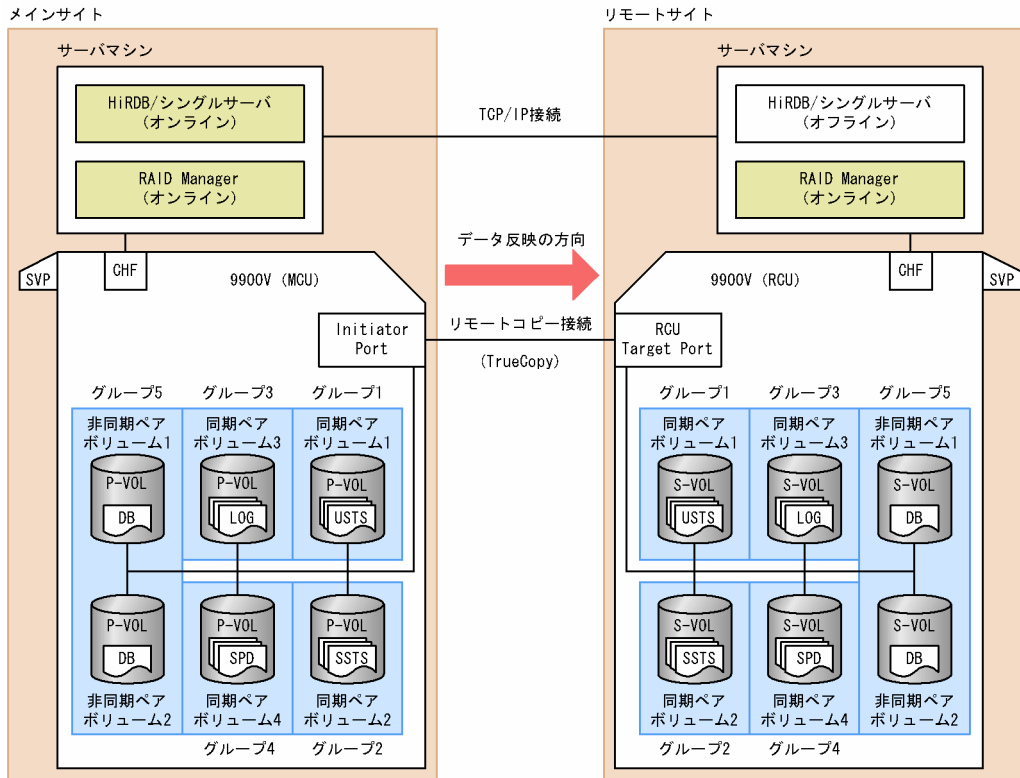 メインサイト
サーバマシン
HiRDB/シングルサーバ
(オンライン)
RAID Manager
(オンライン)
SVP
CHF
9900V (MCU)
Initiator
Port
グループ5
グループ3
グループ1
非同期ペア
ボリューム1
同期ペア
ボリューム3
同期ペア
ボリューム1
P-VOL
DB
P-VOL
LOG
P-VOL
USTS
P-VOL
DB
P-VOL
SPD
P-VOL
SSTS
非同期ペア
ボリューム2
同期ペア
ボリューム4
同期ペア
ボリューム2
グループ4
グループ2
TCP/IP接続
データ反映の方向
リモートコピー接続
(TrueCopy)
リモートサイト
サーバマシン
HiRDB/シングルサーバ
(オフライン)
RAID Manager
(オンライン)
CHF
SVP
9900V (RCU)
RCU
Target Port
グループ1
グループ3
グループ5
同期ペア
ボリューム1
同期ペア
ボリューム3
非同期ペア
ボリューム1
S-VOL
USTS
S-VOL
LOG
S-VOL
DB
S-VOL
SSTS
S-VOL
SPD
S-VOL
DB
同期ペア
ボリューム2
同期ペア
ボリューム4
非同期ペア
ボリューム2
グループ2
グループ4